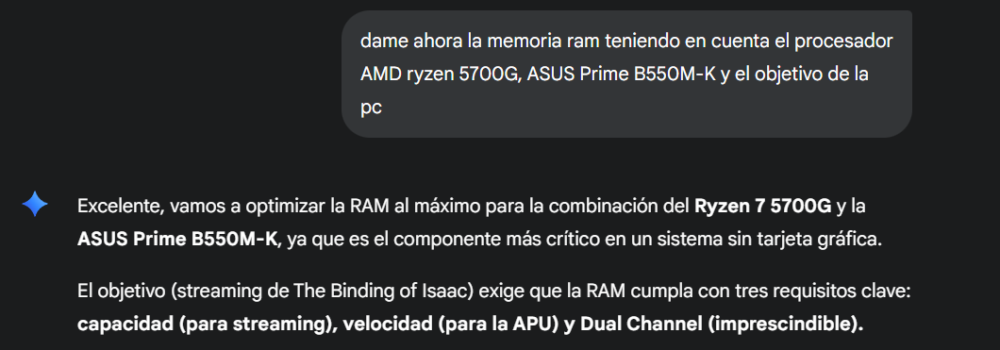 dame ahora la memoria ram teniendo en cuenta el procesador
AMD ryzen 5700G, ASUS Prime B550M-K y el objetivo de la
pc
Excelente, vamos a optimizar la RAM al máximo para la combinación del Ryzen 7 5700G y la
ASUS Prime B550M-K, ya que es el componente más crítico en un sistema sin tarjeta gráfica.
El objetivo (streaming de The Binding of Isaac) exige que la RAM cumpla con tres requisitos clave:
capacidad (para streaming), velocidad (para la APU) y Dual Channel (imprescindible).